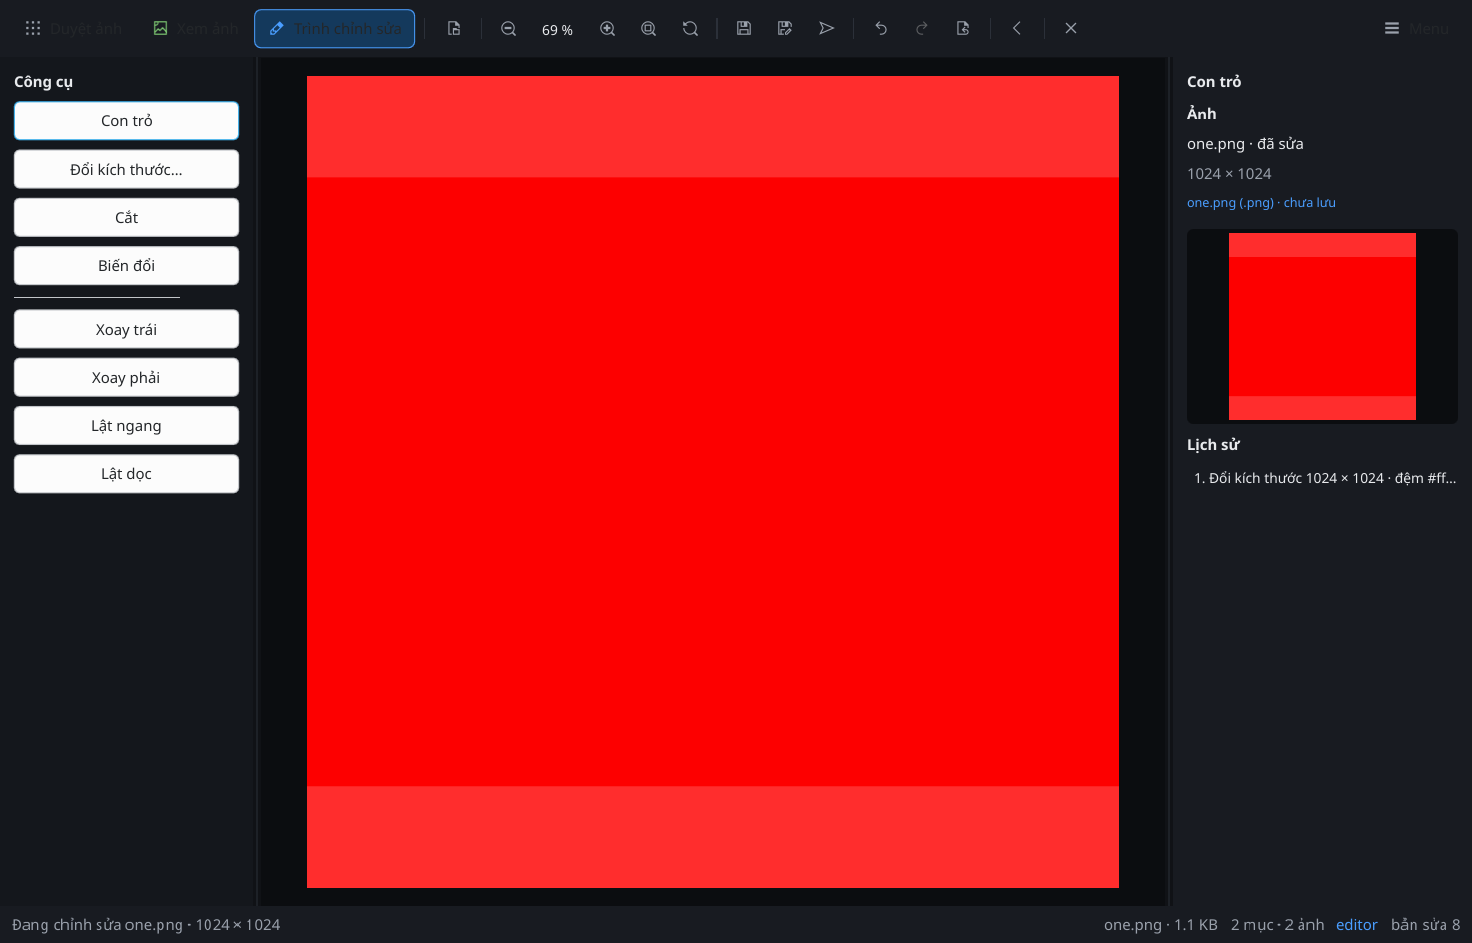 Duyệt ảnh Xem ảnh Trình chỉnh sửa 69 % Menu
Công cụ
Con trỏ
Đổi kích thước...
Cắt
Biến đổi
Xoay trái
Xoay phải
Lật ngang
Lật dọc
Con trỏ
Ảnh
one.png · đã sửa
1024 × 1024
one.png (.png) · chưa lưu
Lịch sử
1. Đổi kích thước 1024 × 1024 · đệm #ff...
Đang chỉnh sửa one.png · 1024 × 1024
one.png · 1.1 KB 2 mục · 2 ảnh editor bản sửa 8